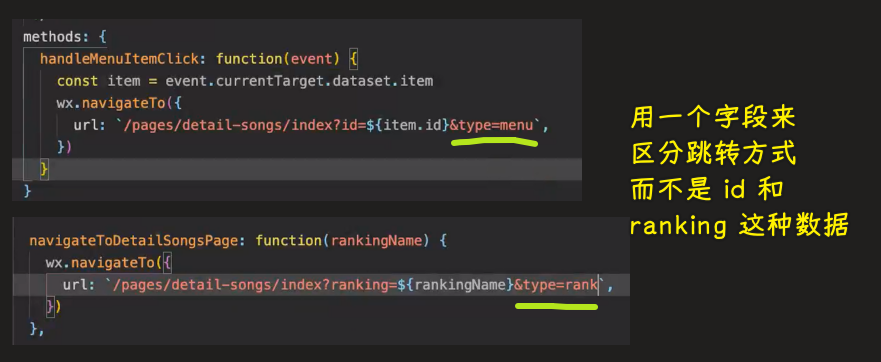 methods: {
handleMenuItemClick: function(event) {
const item = event.currentTarget.dataset.item
wx.navigateTo({
url: `/pages/detail-songs/index?id=${item.id}&type=menu`,
})
}
}
navigateToDetailSongsPage: function(rankingName) {
wx.navigateTo({
url: `/pages/detail-songs/index?ranking=${rankingName}&type=rank`,
})
},
用一个字段来
区分跳转方式
而不是 id 和
ranking 这种数据